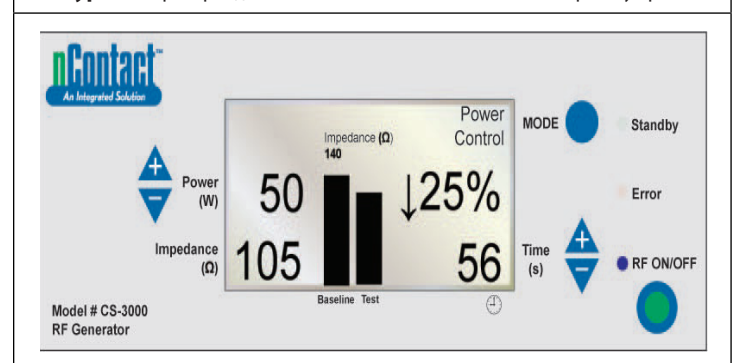 nContact™
An Integrated Solution
Power Control
Impedance (Ω)
140
Power (W)
50
↓25%
Impedance (Ω)
105
Time (s)
56
Baseline Test
MODE
Standby
Error
RF ON/OFF
Model # CS-3000
RF Generator